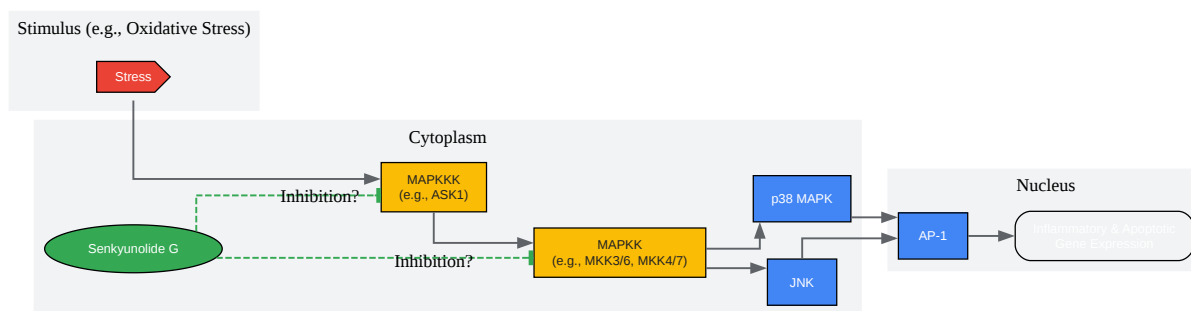 Stimulus (e.g., Oxidative Stress)
Stress
Cytoplasm
MAPKKK
(e.g., ASK1)
Inhibition?
Senkyunolide G
Inhibition?
MAPKK
(e.g., MKK3/6, MKK4/7)
p38 MAPK
JNK
Nucleus
AP-1
Inflammatory & Apoptotic
Gene Expression